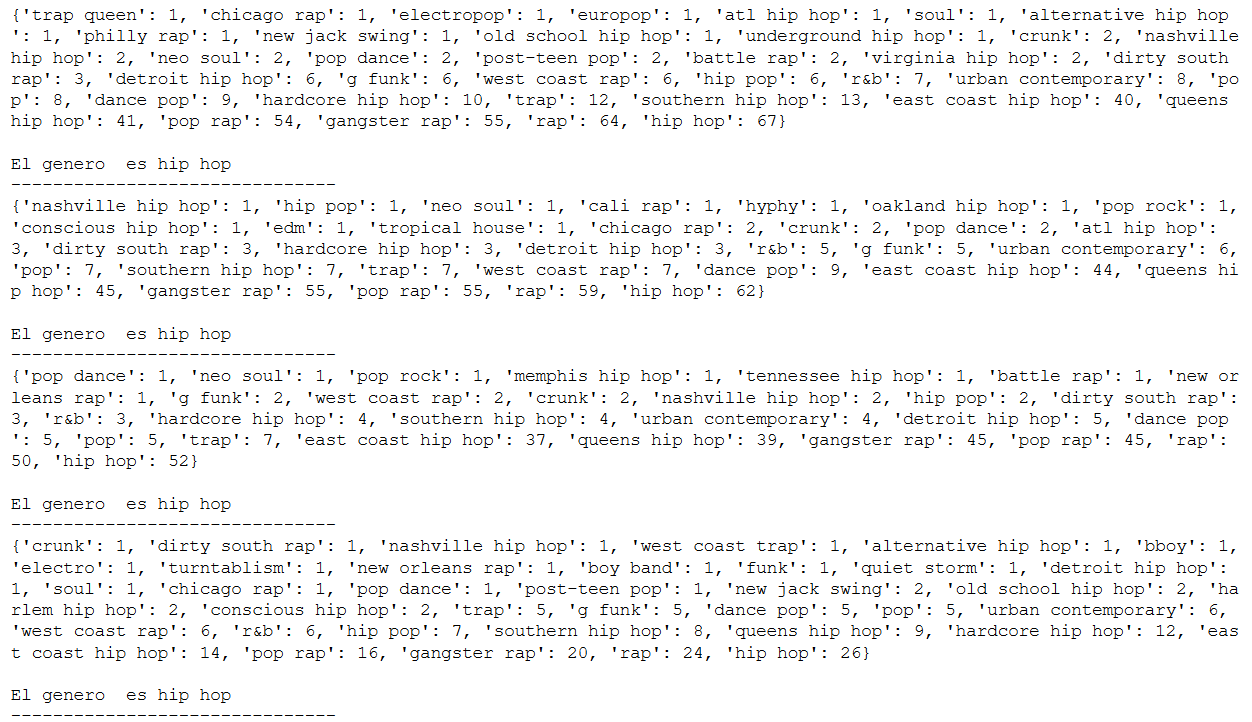 {'trap queen': 1, 'chicago rap': 1, 'electropop': 1, 'europop': 1, 'atl hip hop': 1, 'soul': 1, 'alternative hip hop
': 1, 'philly rap': 1, 'new jack swing': 1, 'old school hip hop': 1, 'underground hip hop': 1, 'crunk': 2, 'nashville
hip hop': 2, 'neo soul': 2, 'pop dance': 2, 'post-teen pop': 2, 'battle rap': 2, 'virginia hip hop': 2, 'dirty south
rap': 3, 'detroit hip hop': 6, 'g funk': 6, 'west coast rap': 6, 'hip pop': 6, 'r&b': 7, 'urban contemporary': 8, 'po
p': 8, 'dance pop': 9, 'hardcore hip hop': 10, 'trap': 12, 'southern hip hop': 13, 'east coast hip hop': 40, 'queens
hip hop': 41, 'pop rap': 54, 'gangster rap': 55, 'rap': 64, 'hip hop': 67}
El genero  es hip hop
-------------------------------
{'nashville hip hop': 1, 'hip pop': 1, 'neo soul': 1, 'cali rap': 1, 'hyphy': 1, 'oakland hip hop': 1, 'pop rock': 1,
'conscious hip hop': 1, 'edm': 1, 'tropical house': 1, 'chicago rap': 2, 'crunk': 2, 'pop dance': 2, 'atl hip hop':
3, 'dirty south rap': 3, 'hardcore hip hop': 3, 'detroit hip hop': 3, 'r&b': 5, 'g funk': 5, 'urban contemporary': 6,
'pop': 7, 'southern hip hop': 7, 'trap': 7, 'west coast rap': 7, 'dance pop': 9, 'east coast hip hop': 44, 'queens hi
p hop': 45, 'gangster rap': 55, 'pop rap': 55, 'rap': 59, 'hip hop': 62}
El genero  es hip hop
-------------------------------
{'pop dance': 1, 'neo soul': 1, 'pop rock': 1, 'memphis hip hop': 1, 'tennessee hip hop': 1, 'battle rap': 1, 'new or
leans rap': 1, 'g funk': 2, 'west coast rap': 2, 'crunk': 2, 'nashville hip hop': 2, 'hip pop': 2, 'dirty south rap':
3, 'r&b': 3, 'hardcore hip hop': 4, 'southern hip hop': 4, 'urban contemporary': 4, 'detroit hip hop': 5, 'dance pop
': 5, 'pop': 5, 'trap': 7, 'east coast hip hop': 37, 'queens hip hop': 39, 'gangster rap': 45, 'pop rap': 45, 'rap':
50, 'hip hop': 52}
El genero  es hip hop
-------------------------------
{'crunk': 1, 'dirty south rap': 1, 'nashville hip hop': 1, 'west coast trap': 1, 'alternative hip hop': 1, 'bboy': 1,
'electro': 1, 'turntablism': 1, 'new orleans rap': 1, 'boy band': 1, 'funk': 1, 'quiet storm': 1, 'detroit hip hop':
1, 'soul': 1, 'chicago rap': 1, 'pop dance': 1, 'post-teen pop': 1, 'new jack swing': 2, 'old school hip hop': 2, 'ha
rlem hip hop': 2, 'conscious hip hop': 2, 'trap': 5, 'g funk': 5, 'dance pop': 5, 'pop': 5, 'urban contemporary': 6,
'west coast rap': 6, 'r&b': 6, 'hip pop': 7, 'southern hip hop': 8, 'queens hip hop': 9, 'hardcore hip hop': 12, 'eas
t coast hip hop': 14, 'pop rap': 16, 'gangster rap': 20, 'rap': 24, 'hip hop': 26}
El genero  es hip hop
-------------------------------